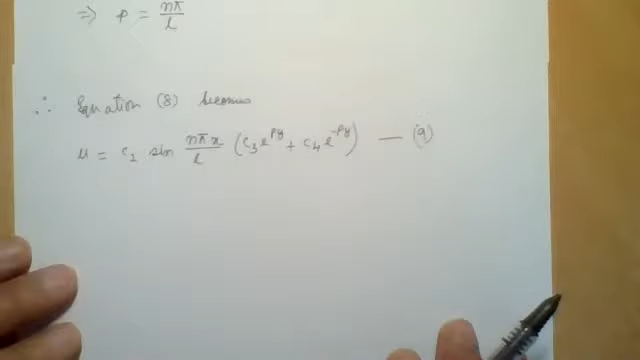 ⇒ p = nπ/l
∴ Equation (8) becomes
u = c₂ sin nπx/l (c₃e^py + c₄e^-py) — (9)